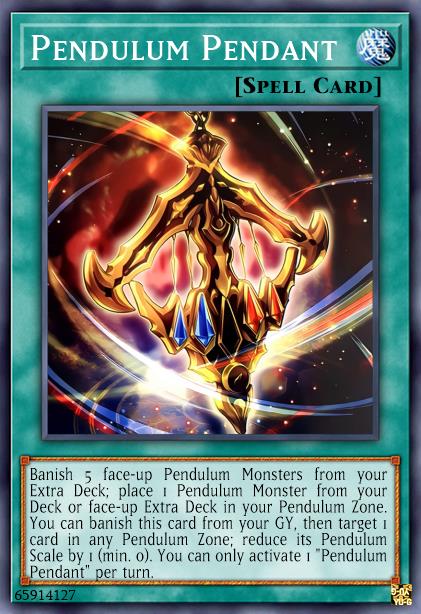 PENDULUM PENDANT
魔
[SPELL CARD]
Banish 5 face-up Pendulum Monsters from your
Extra Deck; place 1 Pendulum Monster from your
Deck or face-up Extra Deck in your Pendulum Zone.
You can banish this card from your GY, then target 1
card in any Pendulum Zone; reduce its Pendulum
Scale by 1 (min. 0). You can only activate 1 "Pendulum
Pendant" per turn.
65914127